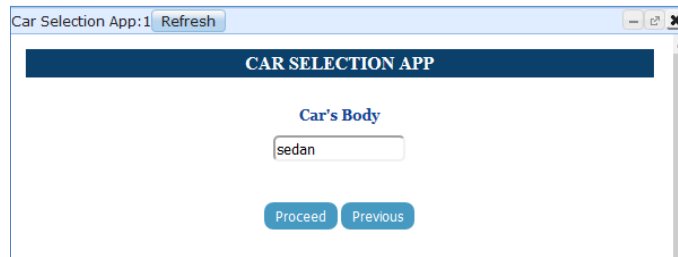 Car Selection App:1 Refresh
CAR SELECTION APP
Car's Body
sedan
Proceed Previous